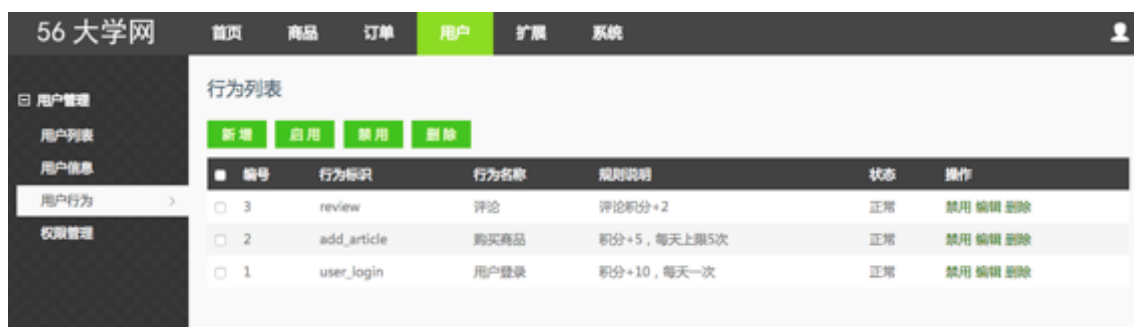 56 大学网 首页 商品 订单 用户 扩展 系统
用户管理
用户列表
用户信息
用户行为
权限管理
行为列表
新增 启用 禁用 删除
编号 行为标识 行为名称 规则说明 状态 操作
3 review 评论 评论积分+2 正常 禁用 编辑 删除
2 add_article 购买商品 积分+5，每天上限5次 正常 禁用 编辑 删除
1 user_login 用户登录 积分+10，每天一次 正常 禁用 编辑 删除